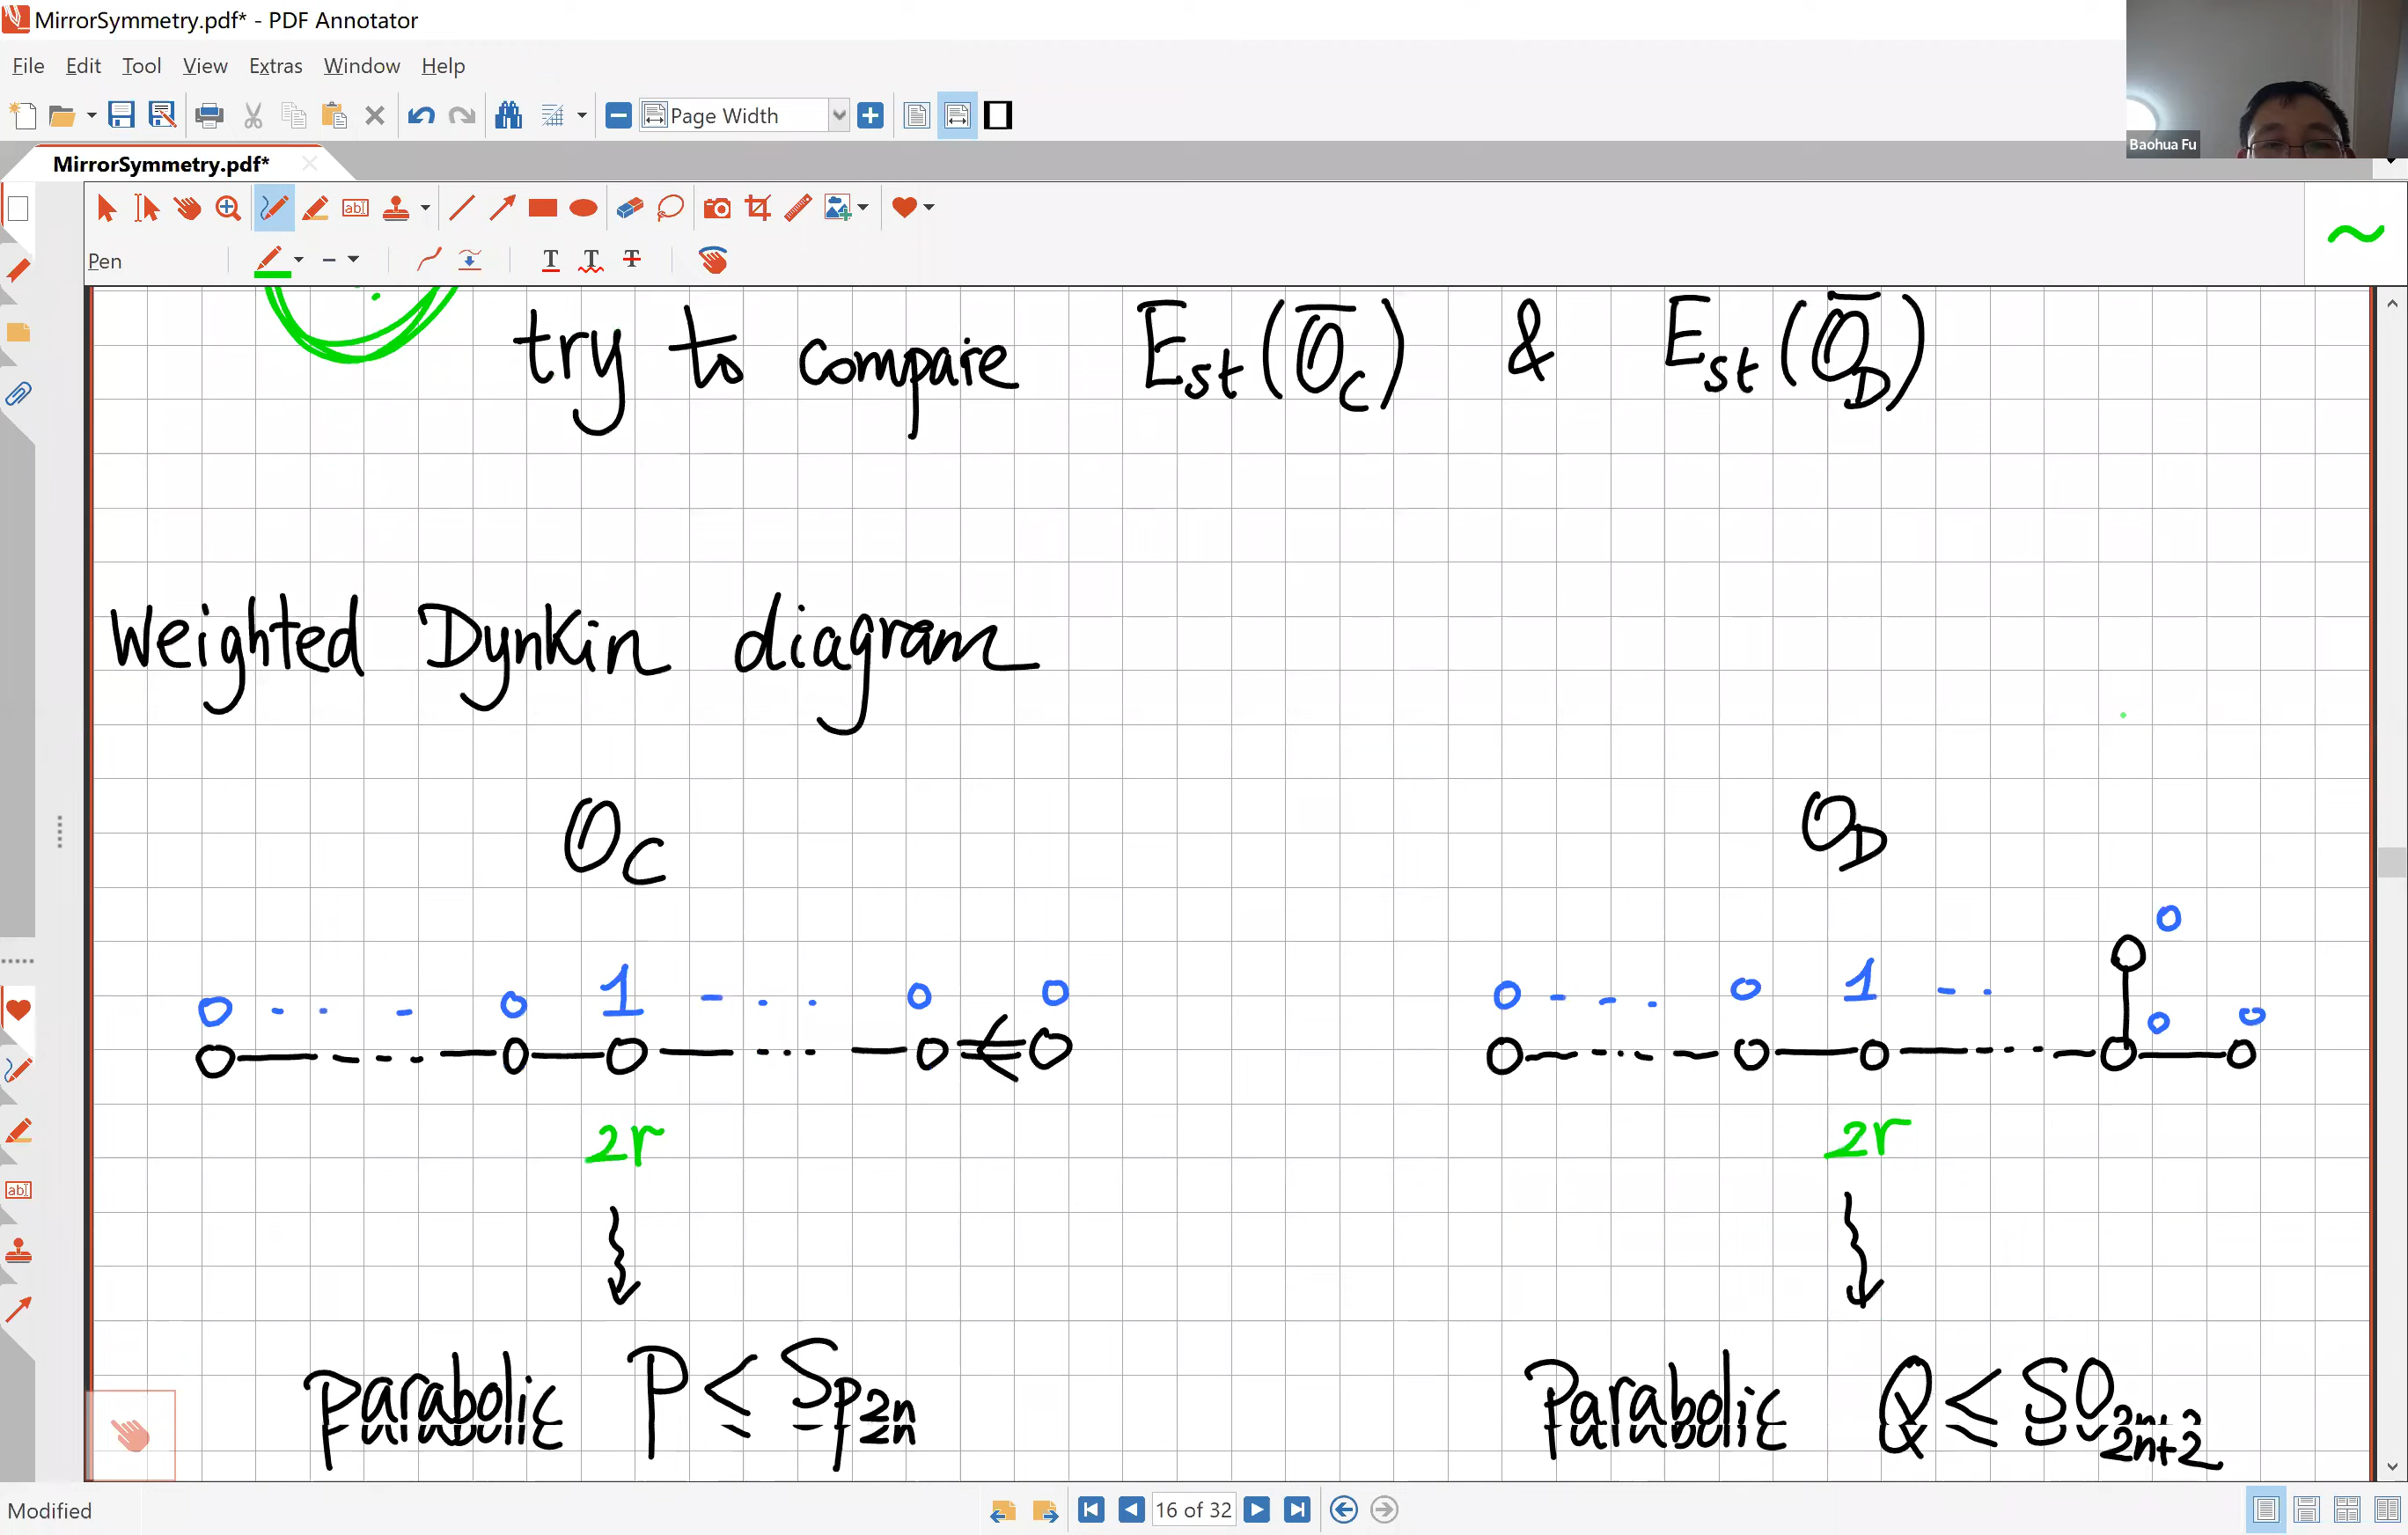 MirrorSymmetry.pdf* - PDF Annotator
File Edit Tool View Extras Window Help
Page Width
Baohua Fu
MirrorSymmetry.pdf*
Pen
try to compare E_st(O̅_C) & E_st(O̅_D)
Weighted Dynkin diagram
O_C O_D
0 - - - 0 1 - - - 0 0 0 - - - 0 1 - - 0 0 0
2r 2r
parabolic P ≤ Sp_2n Parabolic Q ≤ SO_2n+2
Modified 16 of 32